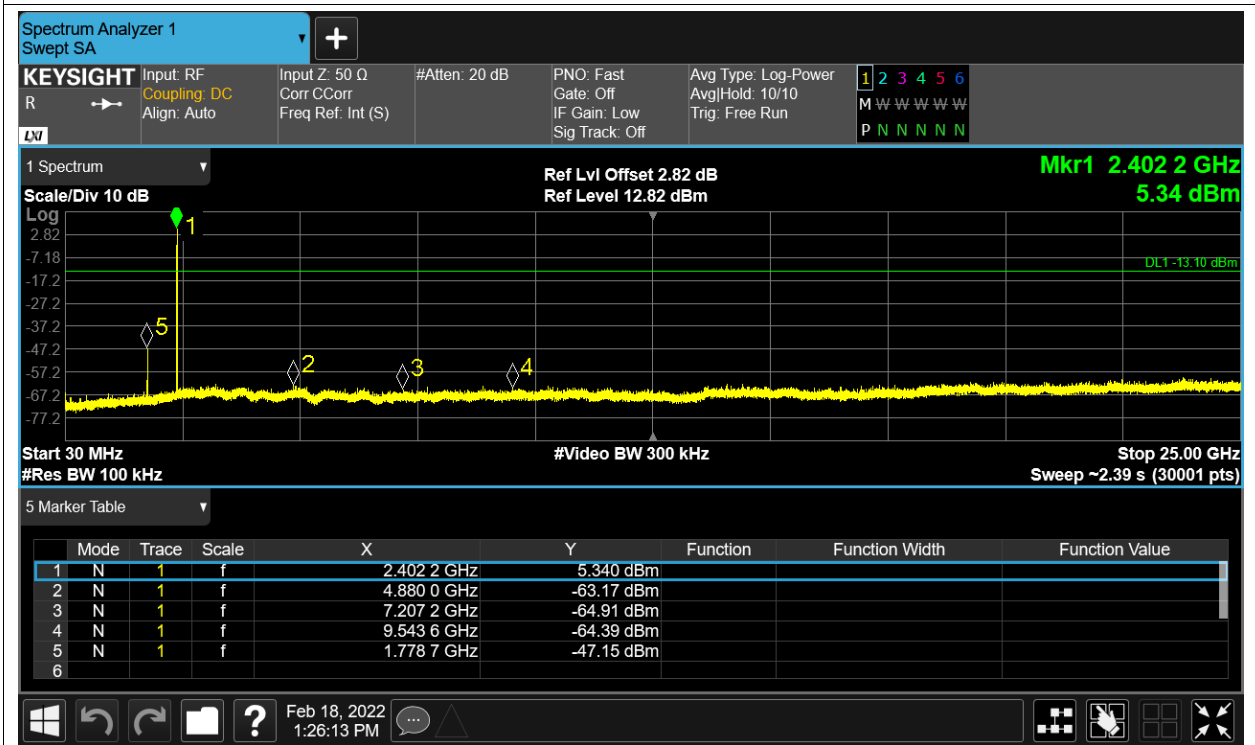 Spectrum Analyzer 1
Swept SA
KEYSIGHT
R
LXI
Input: RF
Coupling: DC
Align: Auto
Input Z: 50 Ω
Corr CCorr
Freq Ref: Int (S)
#Atten: 20 dB
PNO: Fast
Gate: Off
IF Gain: Low
Sig Track: Off
Avg Type: Log-Power
Avg|Hold: 10/10
Trig: Free Run
1 2 3 4 5 6
M W W W W W
P N N N N N
1 Spectrum
Scale/Div 10 dB
Ref Lvl Offset 2.82 dB
Ref Level 12.82 dBm
Mkr1 2.402 2 GHz
5.34 dBm
Log
2.82
-7.18
-17.2
-27.2
-37.2
-47.2
-57.2
-67.2
-77.2
1
5
2
3
4
DL1 -13.10 dBm
Start 30 MHz
#Res BW 100 kHz
#Video BW 300 kHz
Stop 25.00 GHz
Sweep ~2.39 s (30001 pts)
5 Marker Table
Mode Trace Scale X Y Function Function Width Function Value
1 N 1 f 2.402 2 GHz 5.340 dBm
2 N 1 f 4.880 0 GHz -63.17 dBm
3 N 1 f 7.207 2 GHz -64.91 dBm
4 N 1 f 9.543 6 GHz -64.39 dBm
5 N 1 f 1.778 7 GHz -47.15 dBm
6
?
Feb 18, 2022
1:26:13 PM